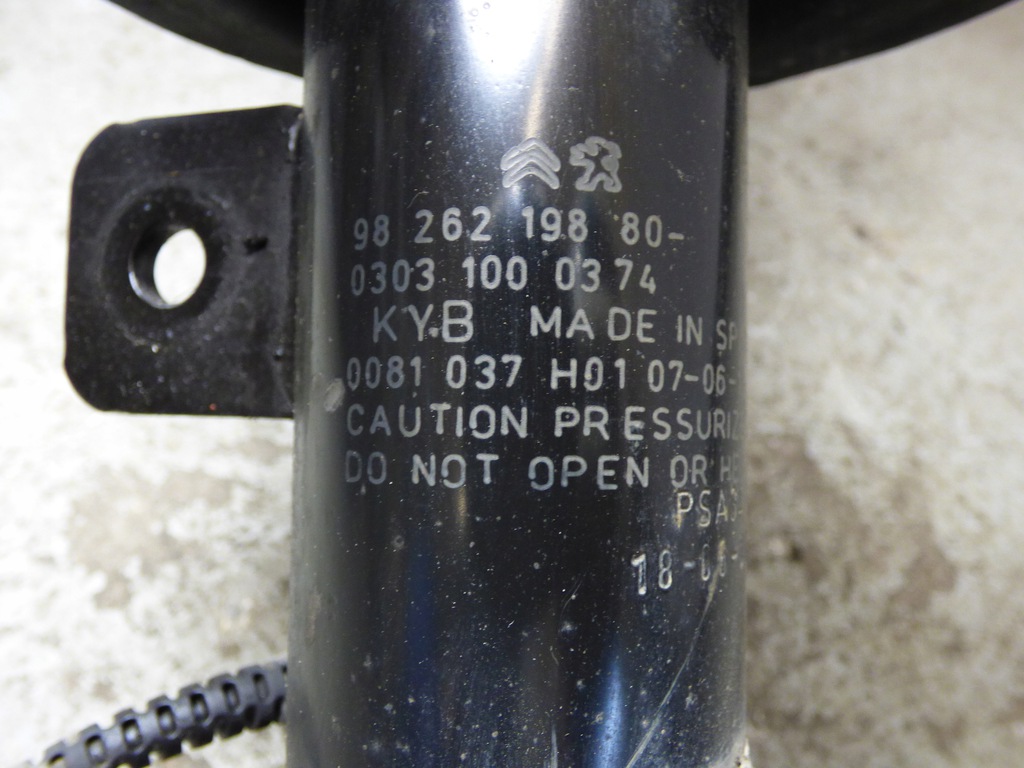 98 262 198 80-
0303 100 0374
KYB MADE IN SP
0081 037 H01 07-06-
CAUTION PRESSURIZ
DO NOT OPEN OR HE
PSA
18-